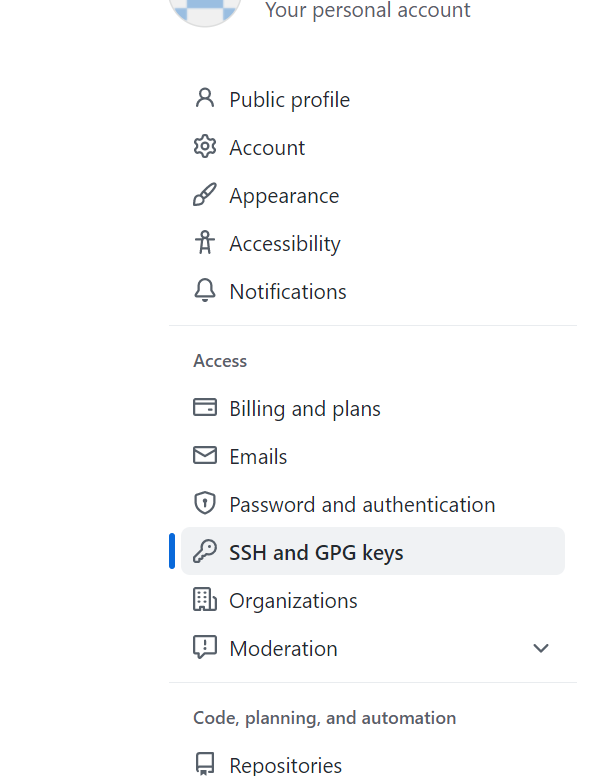 Your personal account
Public profile
Account
Appearance
Accessibility
Notifications
Access
Billing and plans
Emails
Password and authentication
SSH and GPG keys
Organizations
Moderation
Code, planning, and automation
Repositories